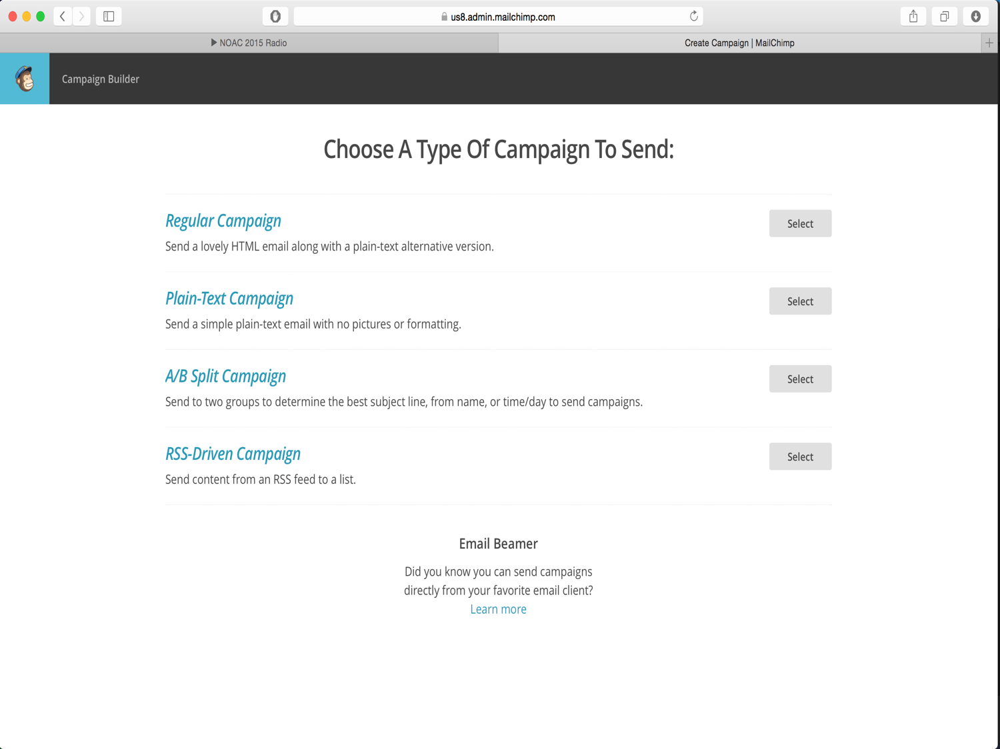 us8.admin.mailchimp.com
NOAC 2015 Radio
Create Campaign | MailChimp
Campaign Builder
Choose A Type Of Campaign To Send:
Regular Campaign
Select
Send a lovely HTML email along with a plain-text alternative version.
Plain-Text Campaign
Select
Send a simple plain-text email with no pictures or formatting.
A/B Split Campaign
Select
Send to two groups to determine the best subject line, from name, or time/day to send campaigns.
RSS-Driven Campaign
Select
Send content from an RSS feed to a list.
Email Beamer
Did you know you can send campaigns
directly from your favorite email client?
Learn more